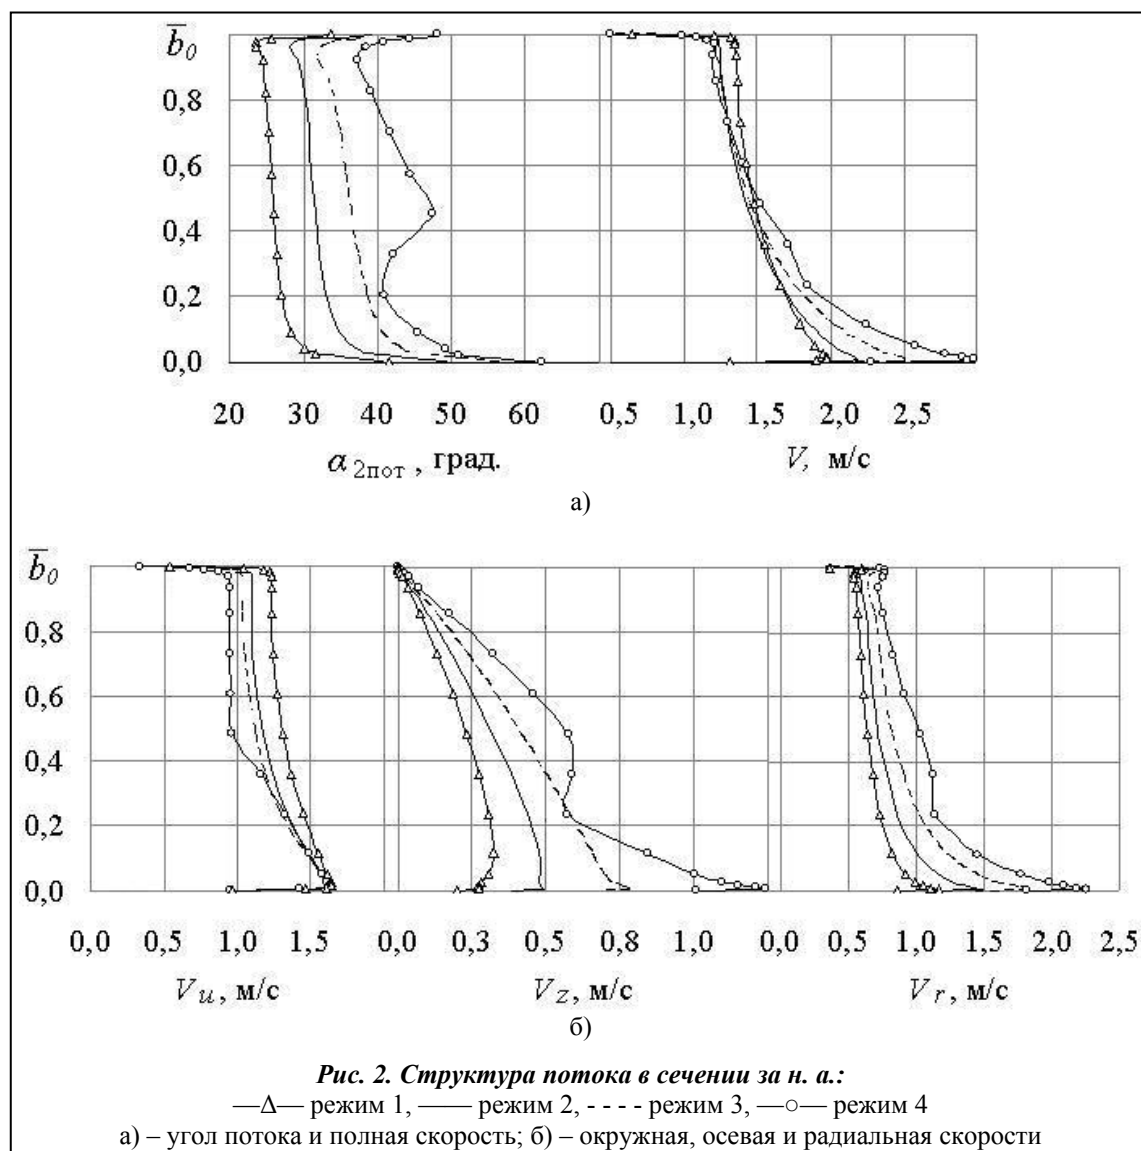 b̅₀
0,8
0,6
0,4
0,2
0,0
20 30 40 50 60 0,5 1,0 1,5 2,0 2,5
α₂пот , град. V, м/с
а)
b̅₀
0,8
0,6
0,4
0,2
0,0
0,0 0,5 1,0 1,5 0,0 0,3 0,5 0,8 1,0 0,0 0,5 1,0 1,5 2,0 2,5
V_u, м/с V_z, м/с V_r, м/с
б)
Рис. 2. Структура потока в сечении за н. а.:
—Δ— режим 1, —— режим 2, - - - - режим 3, —○— режим 4
а) – угол потока и полная скорость; б) – окружная, осевая и радиальная скорости